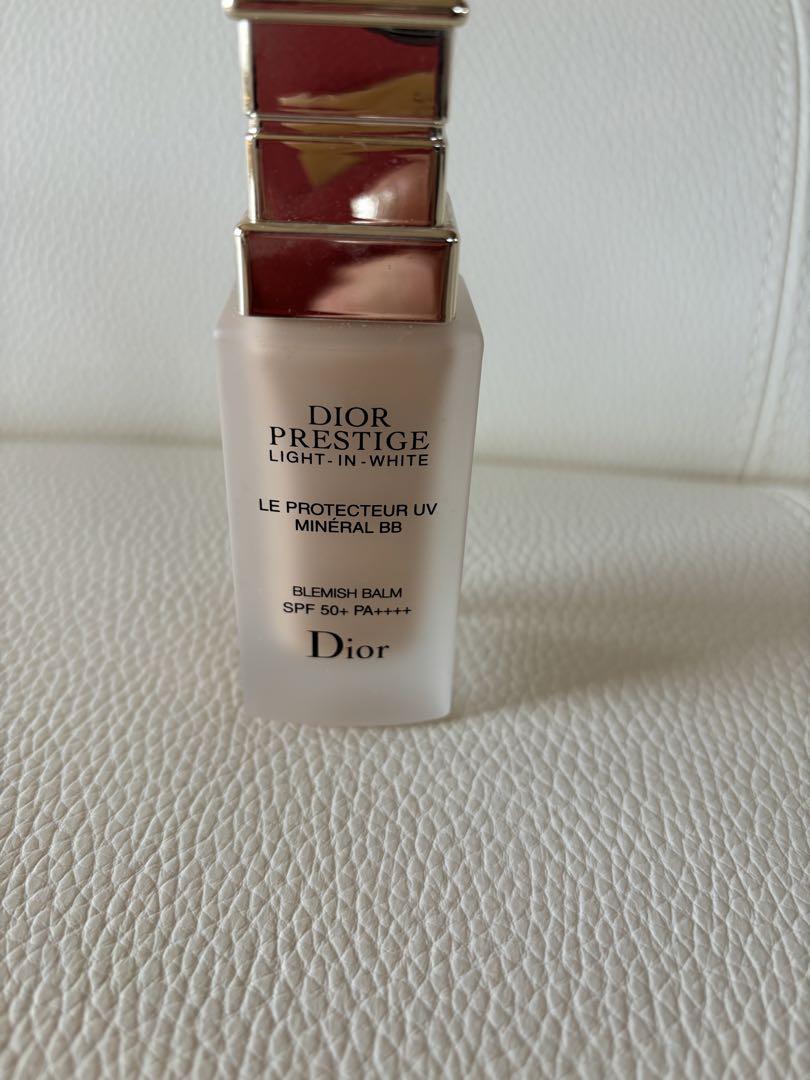 DIOR
PRESTIGE
LIGHT-IN-WHITE
LE PROTECTEUR UV
MINÉRAL BB
BLEMISH BALM
SPF 50+ PA++++
Dior